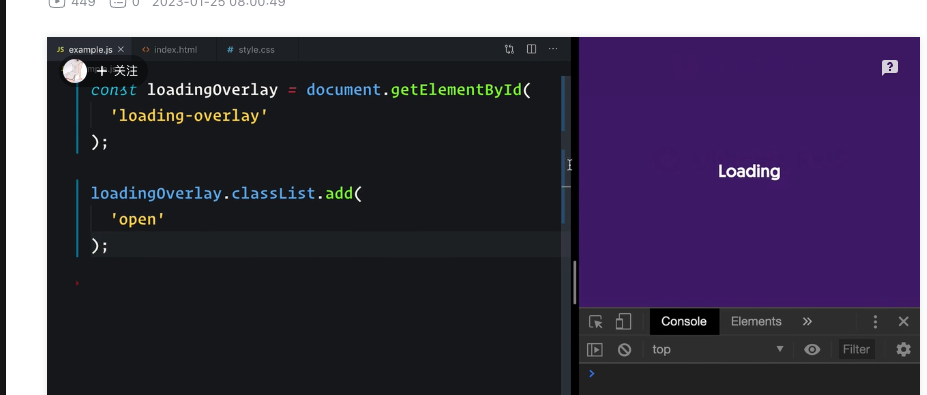 449 0 2023-01-25 08:00:49
JS example.js × <> index.html # style.css ···
+ 关注
const loadingOverlay = document.getElementById(
'loading-overlay'
);
loadingOverlay.classList.add(
'open'
);
Loading
Console Elements »
top Filter
>